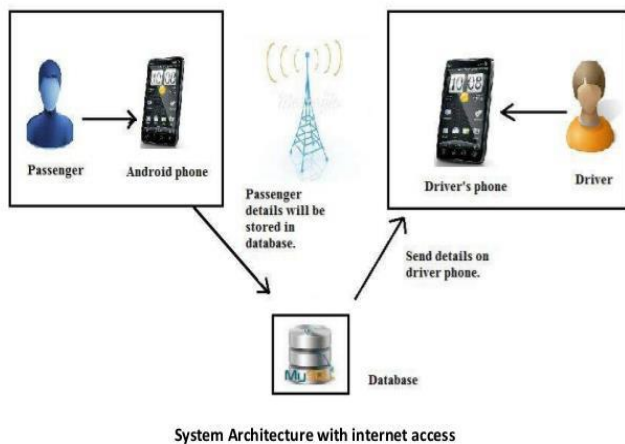 Passenger
Android phone
Driver's phone
Driver
Passenger
details will be
stored in
database.
Send details on
driver phone.
Database
System Architecture with internet access